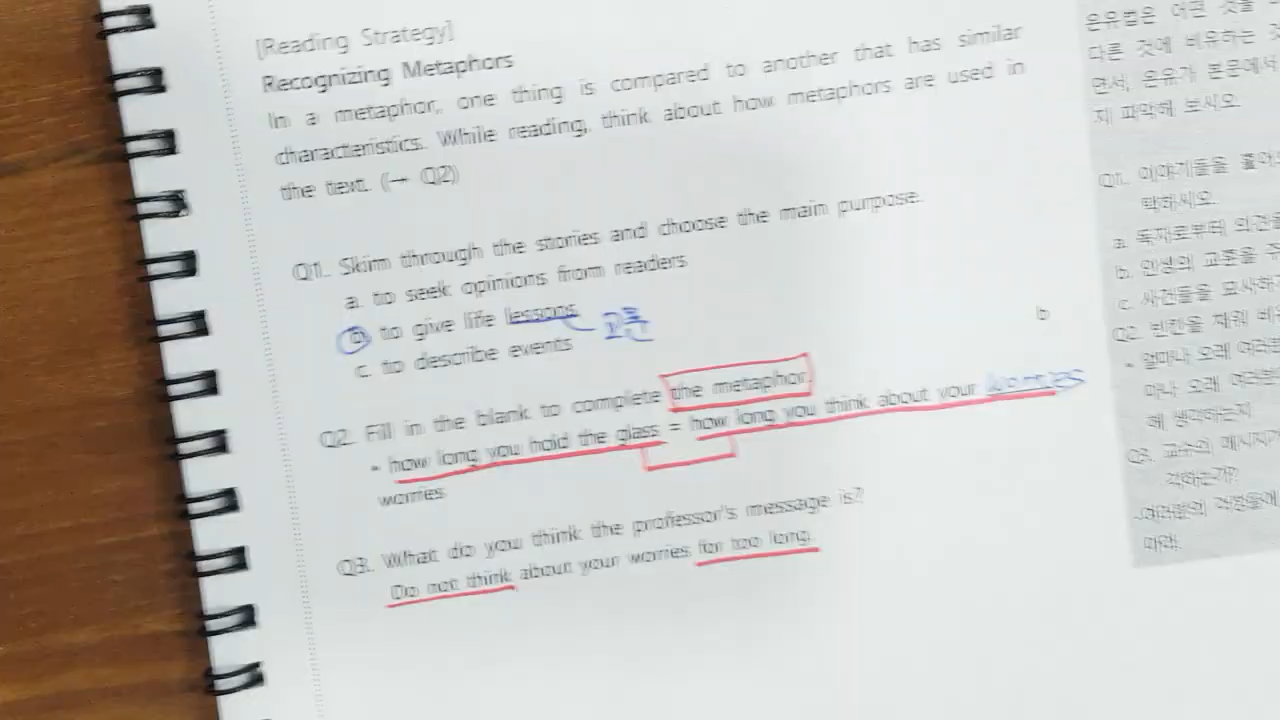 [Reading Strategy]
Recognizing Metaphors
In a metaphor, one thing is compared to another that has similar
characteristics. While reading, think about how metaphors are used in
the text. (→ Q2)
Q1. Skim through the stories and choose the main purpose.
a. to seek opinions from readers
b. to give life lessons 교훈
c. to describe events
b
Q2. Fill in the blank to complete the metaphor.
• how long you hold the glass = how long you think about your worries
worries
Q3. What do you think the professor's message is?
Do not think about your worries for too long.
은유법은 어떤 것을
다른 것에 비유하는
면서, 은유가 본문에서
지 파악해 보시오.
Q1. 이야기들을 훑어
택하시오.
a. 독자로부터 의견
b. 인생의 교훈을
c. 사건들을 묘사하
Q2. 빈칸을 채워
• 얼마나 오래 여러분
마나 오래 여러분
해 생각하는지
Q3. 교수의 메시지
각하는가?
-여러분의 걱정들에
마라.